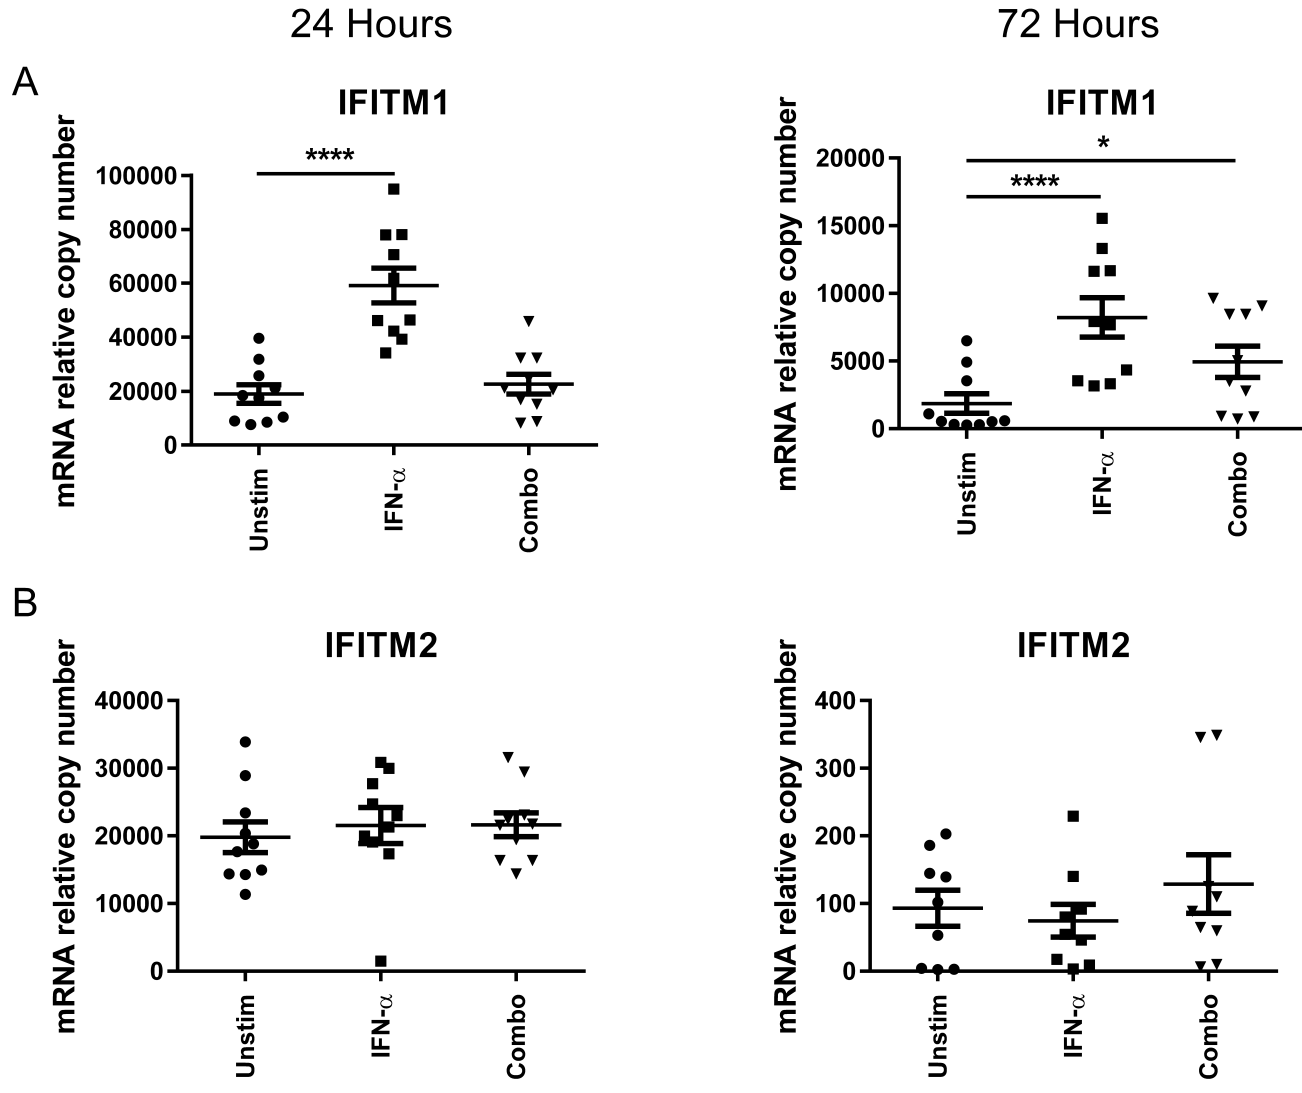 24 Hours
72 Hours
A
IFITM1
mRNA relative copy number
100000
80000
60000
40000
20000
0
****
Unstim
IFN-α
Combo
IFITM1
mRNA relative copy number
20000
15000
10000
5000
0
*
****
Unstim
IFN-α
Combo
B
IFITM2
mRNA relative copy number
40000
30000
20000
10000
0
Unstim
IFN-α
Combo
IFITM2
mRNA relative copy number
400
300
200
100
0
Unstim
IFN-α
Combo